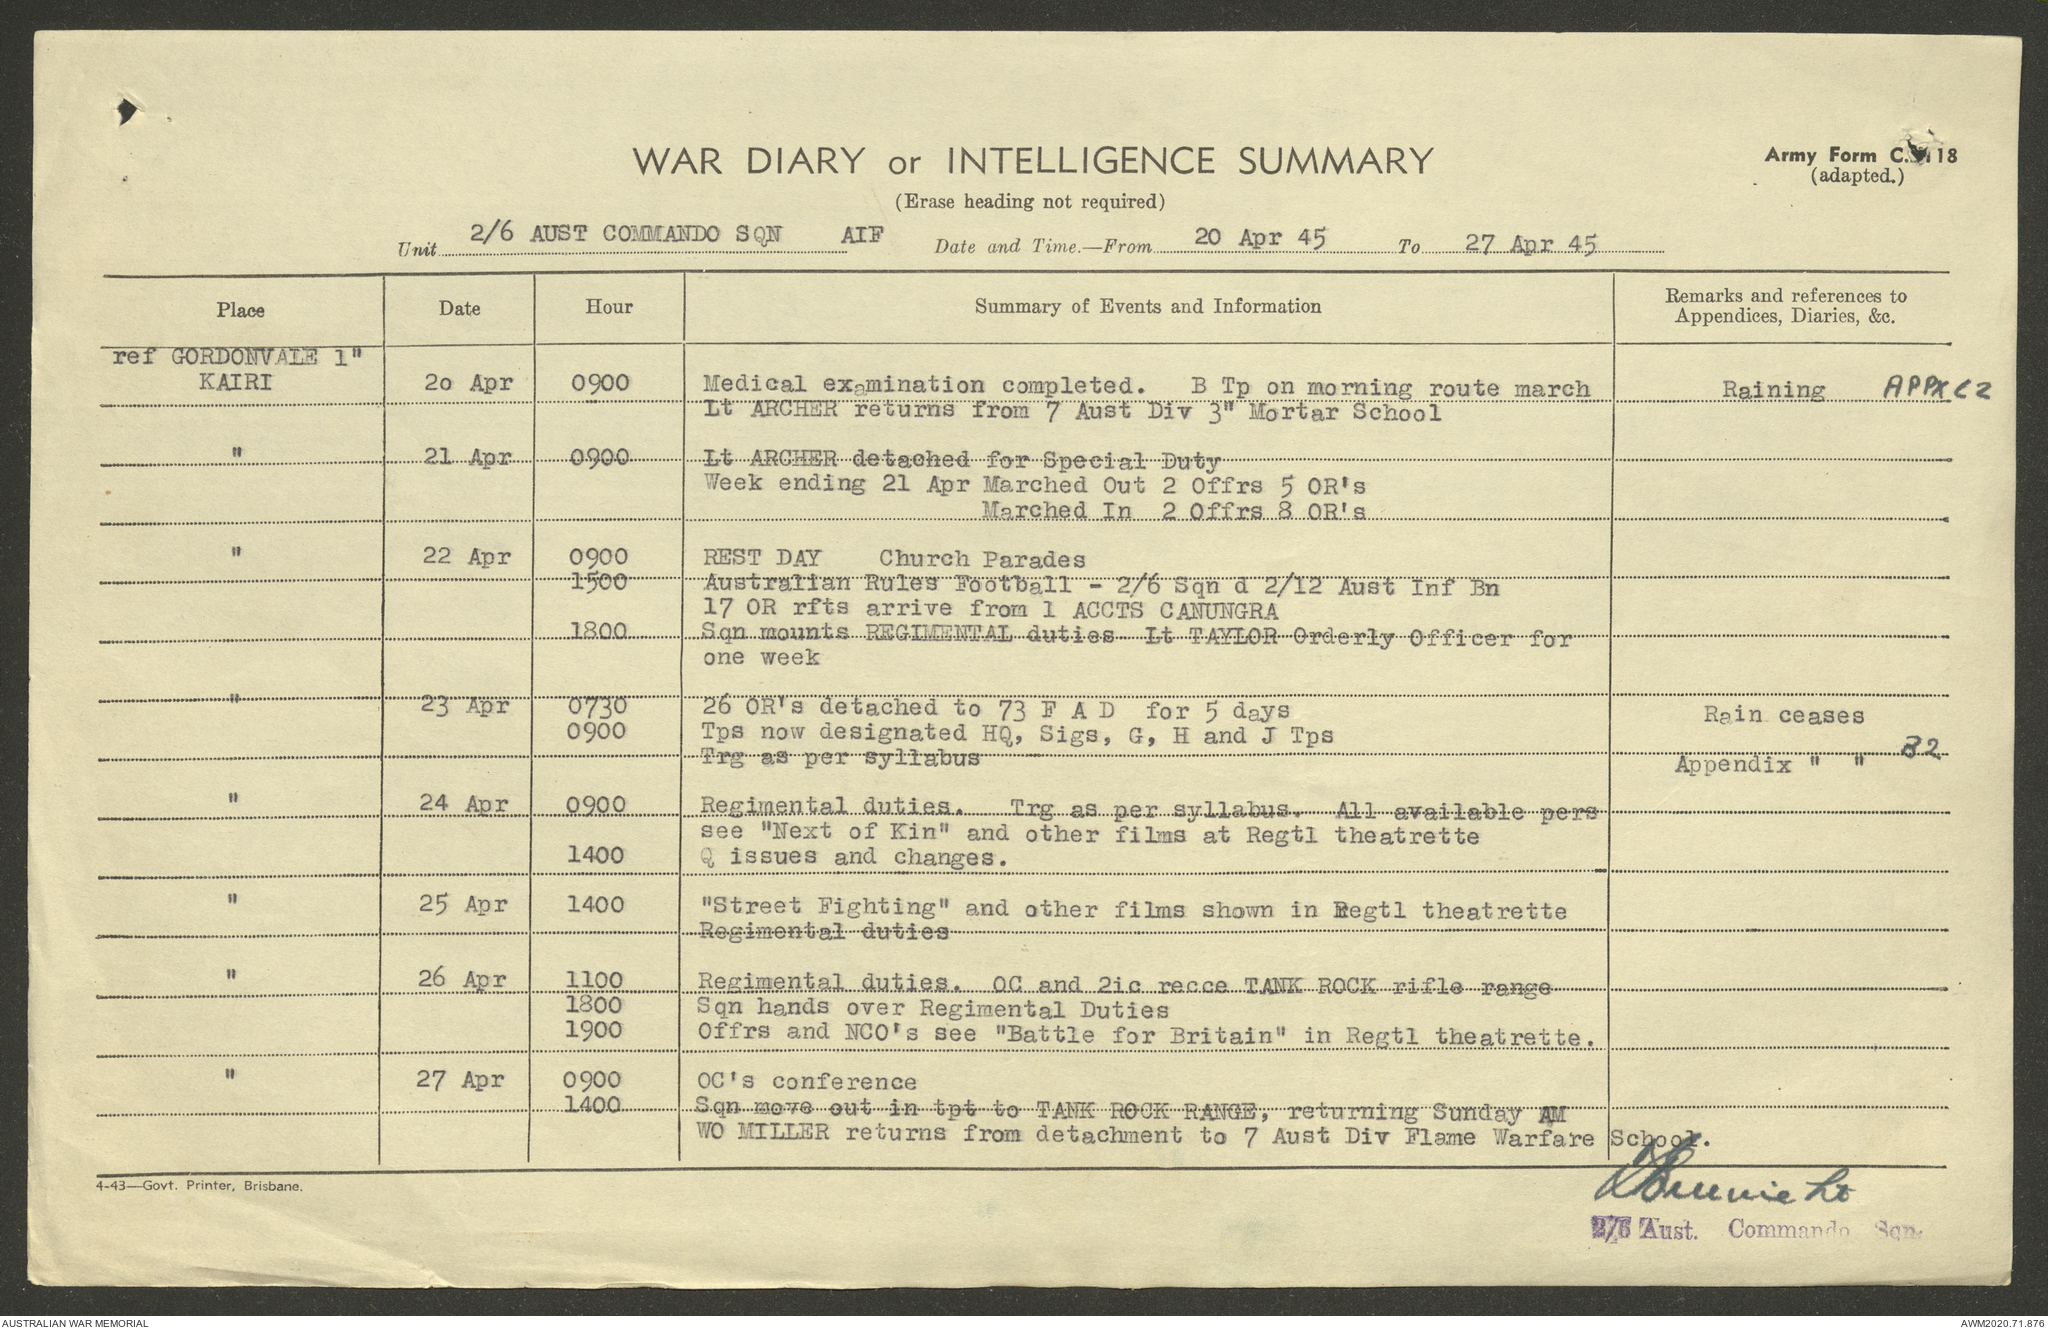 WAR DIARY or INTELLIGENCE SUMMARY
Army Form C.2118
(adapted.)
(Erase heading not required)
Unit 2/6 AUST COMMANDO SQN AIF Date and Time.—From 20 Apr 45 To 27 Apr 45
Place Date Hour Summary of Events and Information Remarks and references to Appendices, Diaries, &c.
ref GORDONVALE 1"
KAIRI 20 Apr 0900 Medical examination completed. B Tp on morning route march Raining APPX C2
Lt ARCHER returns from 7 Aust Div 3" Mortar School
" 21 Apr 0900 Lt ARCHER detached for Special Duty
Week ending 21 Apr Marched Out 2 Offrs 5 OR's
Marched In 2 Offrs 8 OR's
" 22 Apr 0900 REST DAY Church Parades
1500 Australian Rules Football - 2/6 Sqn d 2/12 Aust Inf Bn
17 OR rfts arrive from 1 ACCTS CANUNGRA
1800 Sqn mounts REGIMENTAL duties Lt TAYLOR Orderly Officer for
one week
" 23 Apr 0730 26 OR's detached to 73 F A D for 5 days Rain ceases
0900 Tps now designated HQ, Sigs, G, H and J Tps
Trg as per syllabus Appendix " " B2
" 24 Apr 0900 Regimental duties. Trg as per syllabus. All available pers
see "Next of Kin" and other films at Regtl theatrette
1400 Q issues and changes.
" 25 Apr 1400 "Street Fighting" and other films shown in Regtl theatrette
Regimental duties
" 26 Apr 1100 Regimental duties. OC and 2ic recce TANK ROCK rifle range
1800 Sqn hands over Regimental Duties
1900 Offrs and NCO's see "Battle for Britain" in Regtl theatrette.
" 27 Apr 0900 OC's conference
1400 Sqn move out in tpt to TANK ROCK RANGE, returning Sunday AM
WO MILLER returns from detachment to 7 Aust Div Flame Warfare School.
4-43—Govt. Printer, Brisbane.
Lt
2/6 Aust. Commando Sqn.
AUSTRALIAN WAR MEMORIAL
AWM2020.71.876